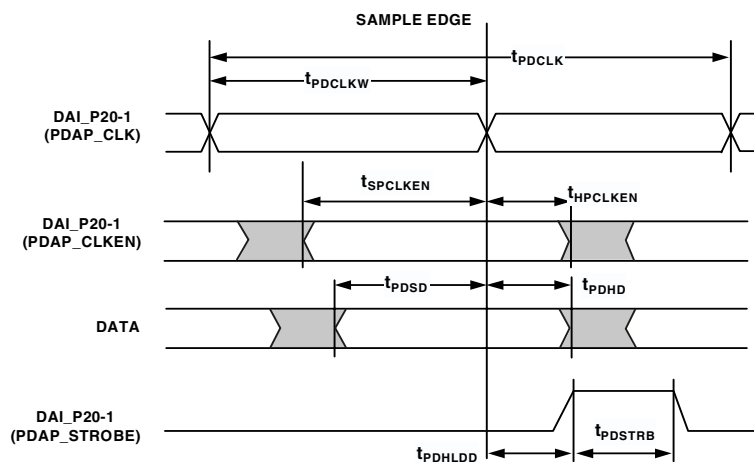 SAMPLE EDGE
tPDCLK
tPDCLKW
DAI_P20-1
(PDAP_CLK)
tSPCLKEN
tHPCLKEN
DAI_P20-1
(PDAP_CLKEN)
tPDSD
tPDHD
DATA
DAI_P20-1
(PDAP_STROBE)
tPDSTRB
tPDHLDD